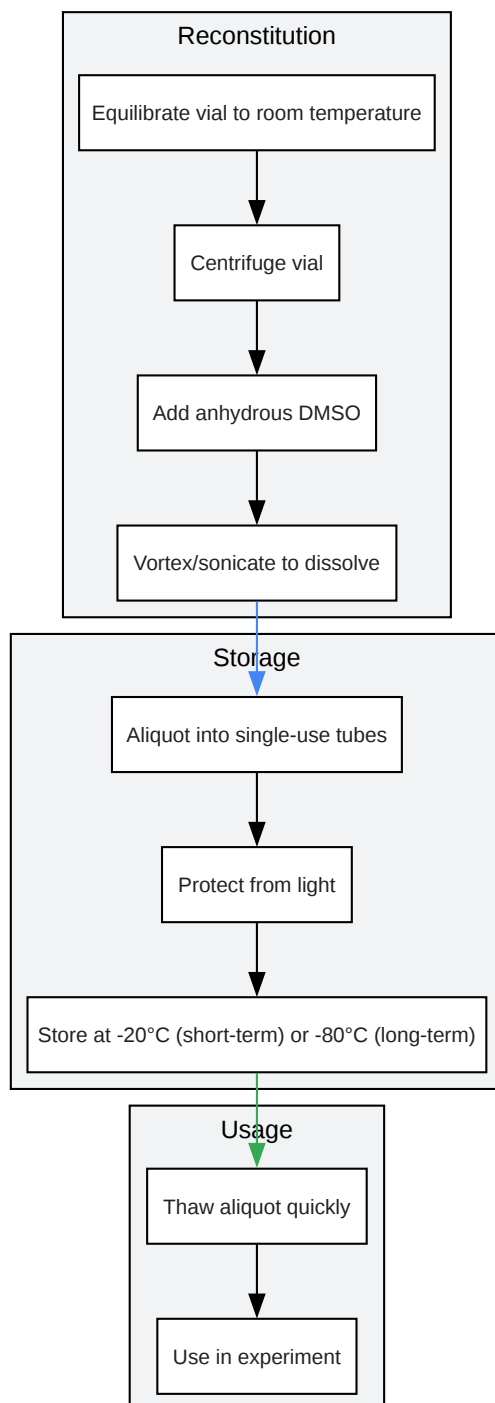 Reconstitution
Equilibrate vial to room temperature
Centrifuge vial
Add anhydrous DMSO
Vortex/sonicate to dissolve
Storage
Aliquot into single-use tubes
Protect from light
Store at -20°C (short-term) or -80°C (long-term)
Usage
Thaw aliquot quickly
Use in experiment